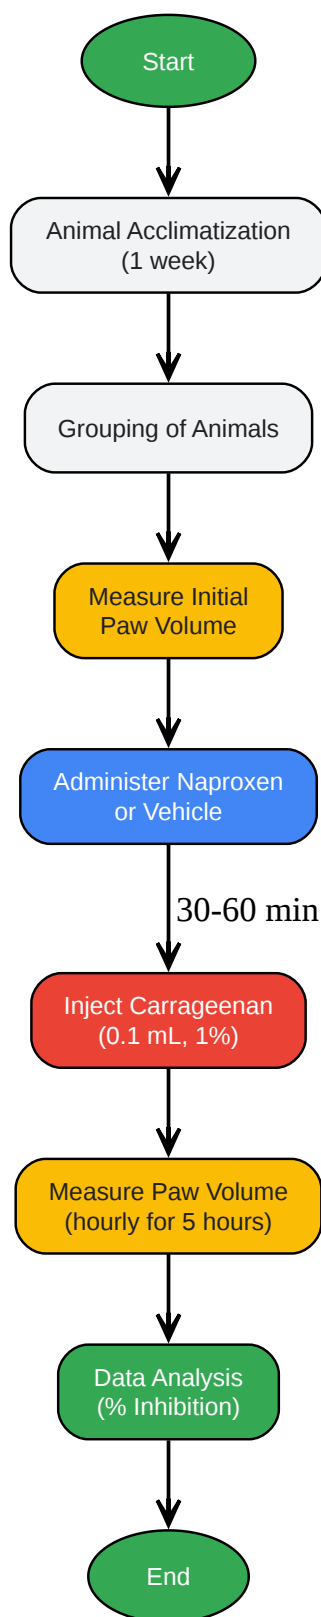 Start
Animal Acclimatization
(1 week)
Grouping of Animals
Measure Initial
Paw Volume
Administer Naproxen
or Vehicle
30-60 min
Inject Carrageenan
(0.1 mL, 1%)
Measure Paw Volume
(hourly for 5 hours)
Data Analysis
(% Inhibition)
End